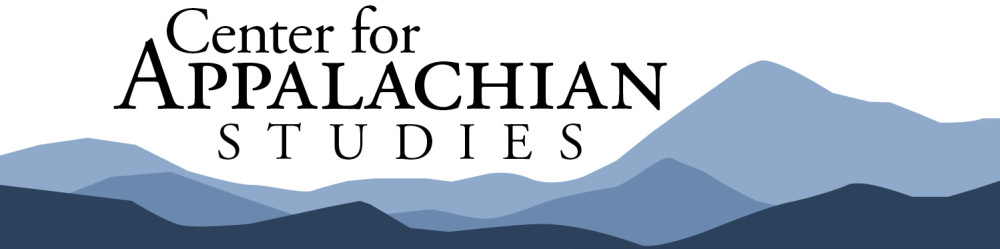 Center for
APPALACHIAN
STUDIES